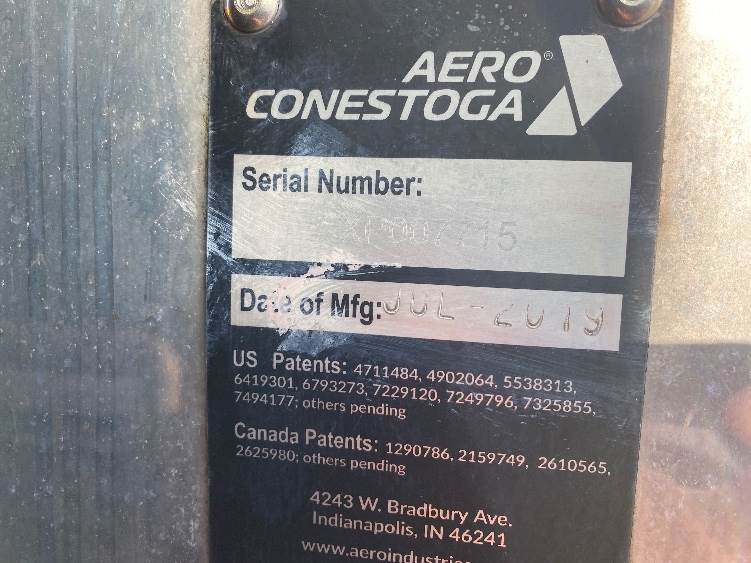 AERO®
CONESTOGA
Serial Number:
Date of Mfg: JUL-2019
US Patents: 4711484, 4902064, 5538313,
6419301, 6793273, 7229120, 7249796, 7325855,
7494177; others pending
Canada Patents: 1290786, 2159749, 2610565,
2625980; others pending
4243 W. Bradbury Ave.
Indianapolis, IN 46241